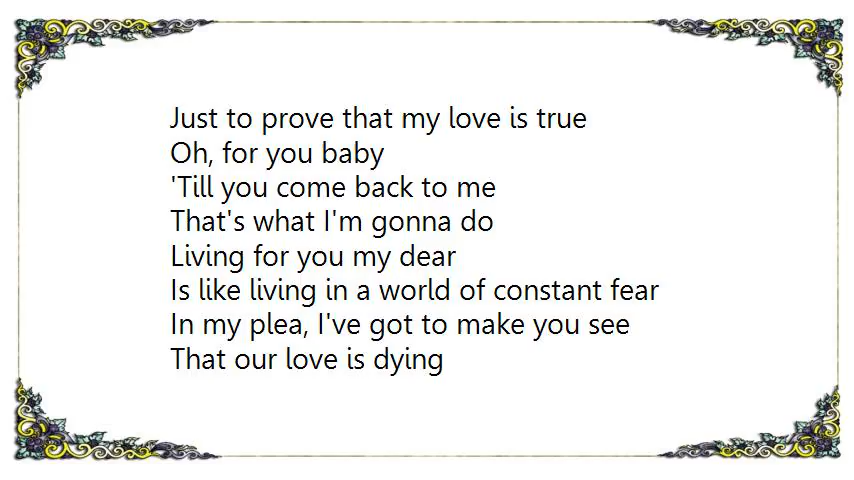 Just to prove that my love is true
Oh, for you baby
'Till you come back to me
That's what I'm gonna do
Living for you my dear
Is like living in a world of constant fear
In my plea, I've got to make you see
That our love is dying